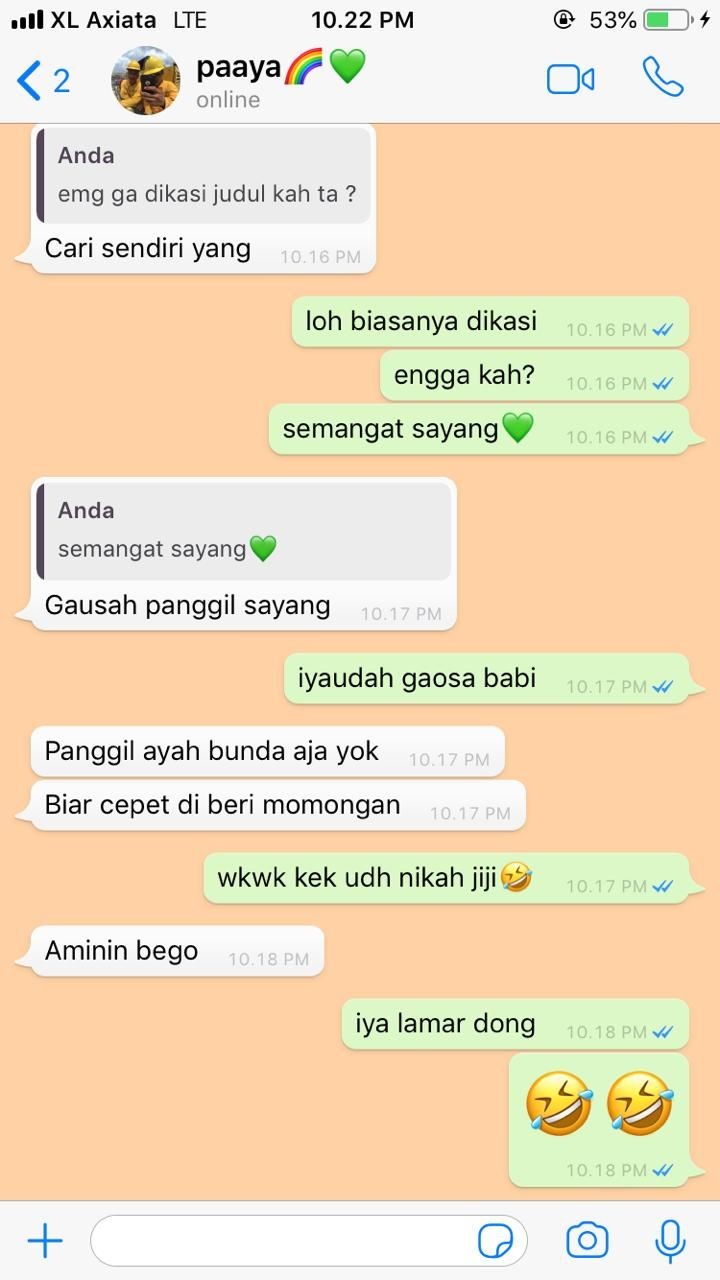 XL Axiata LTE 10.22 PM 53%
2 paaya🌈💚
online
Anda
emg ga dikasi judul kah ta ?
Cari sendiri yang 10.16 PM
loh biasanya dikasi 10.16 PM
engga kah? 10.16 PM
semangat sayang💚 10.16 PM
Anda
semangat sayang💚
Gausah panggil sayang 10.17 PM
iyaudah gaosa babi 10.17 PM
Panggil ayah bunda aja yok 10.17 PM
Biar cepet di beri momongan 10.17 PM
wkwk kek udh nikah jiji🤣 10.17 PM
Aminin bego 10.18 PM
iya lamar dong 10.18 PM
🤣🤣
10.18 PM